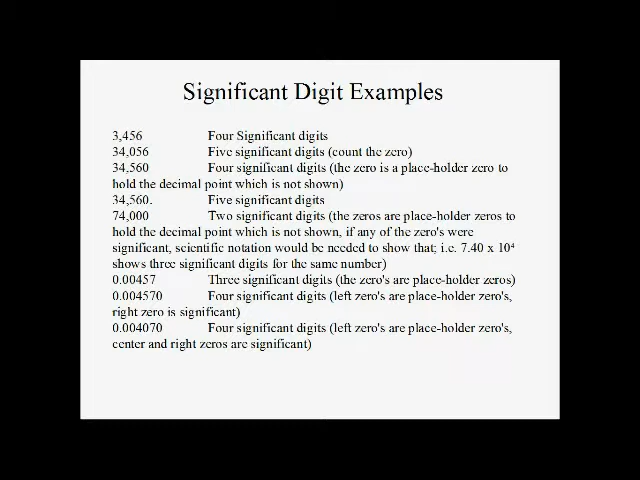 Significant Digit Examples
3,456 Four Significant digits
34,056 Five significant digits (count the zero)
34,560 Four significant digits (the zero is a place-holder zero to
hold the decimal point which is not shown)
34,560. Five significant digits
74,000 Two significant digits (the zeros are place-holder zeros to
hold the decimal point which is not shown, if any of the zero's were
significant, scientific notation would be needed to show that; i.e. 7.40 x 10⁴
shows three significant digits for the same number)
0.00457 Three significant digits (the zero's are place-holder zeros)
0.004570 Four significant digits (left zero's are place-holder zero's,
right zero is significant)
0.004070 Four significant digits (left zero's are place-holder zero's,
center and right zeros are significant)